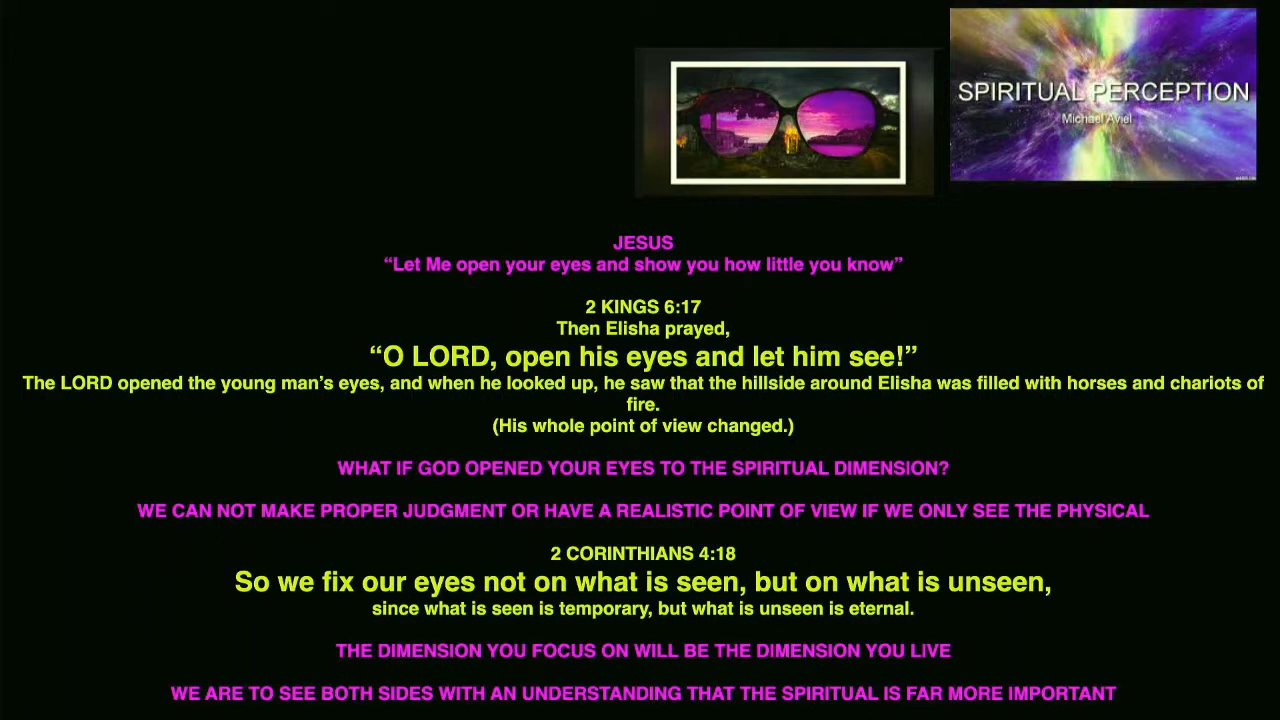 SPIRITUAL PERCEPTION
Michael Aviel
JESUS
“Let Me open your eyes and show you how little you know”
2 KINGS 6:17
Then Elisha prayed,
“O LORD, open his eyes and let him see!”
The LORD opened the young man’s eyes, and when he looked up, he saw that the hillside around Elisha was filled with horses and chariots of
fire.
(His whole point of view changed.)
WHAT IF GOD OPENED YOUR EYES TO THE SPIRITUAL DIMENSION?
WE CAN NOT MAKE PROPER JUDGMENT OR HAVE A REALISTIC POINT OF VIEW IF WE ONLY SEE THE PHYSICAL
2 CORINTHIANS 4:18
So we fix our eyes not on what is seen, but on what is unseen,
since what is seen is temporary, but what is unseen is eternal.
THE DIMENSION YOU FOCUS ON WILL BE THE DIMENSION YOU LIVE
WE ARE TO SEE BOTH SIDES WITH AN UNDERSTANDING THAT THE SPIRITUAL IS FAR MORE IMPORTANT